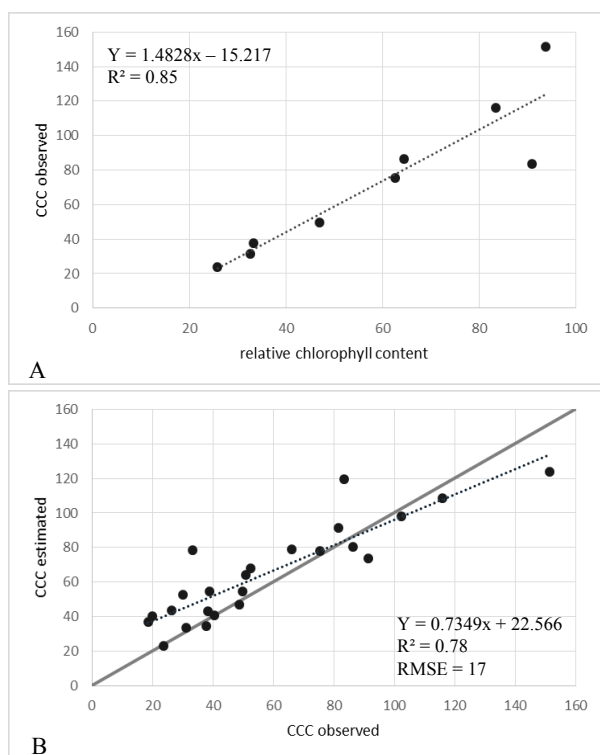 160
140
120
100
80
60
40
20
0
CCC observed
Y = 1.4828x – 15.217
R² = 0.85
0 20 40 60 80 100
relative chlorophyll content
A
160
140
120
100
80
60
40
20
0
CCC estimated
Y = 0.7349x + 22.566
R² = 0.78
RMSE = 17
0 20 40 60 80 100 120 140 160
CCC observed
B